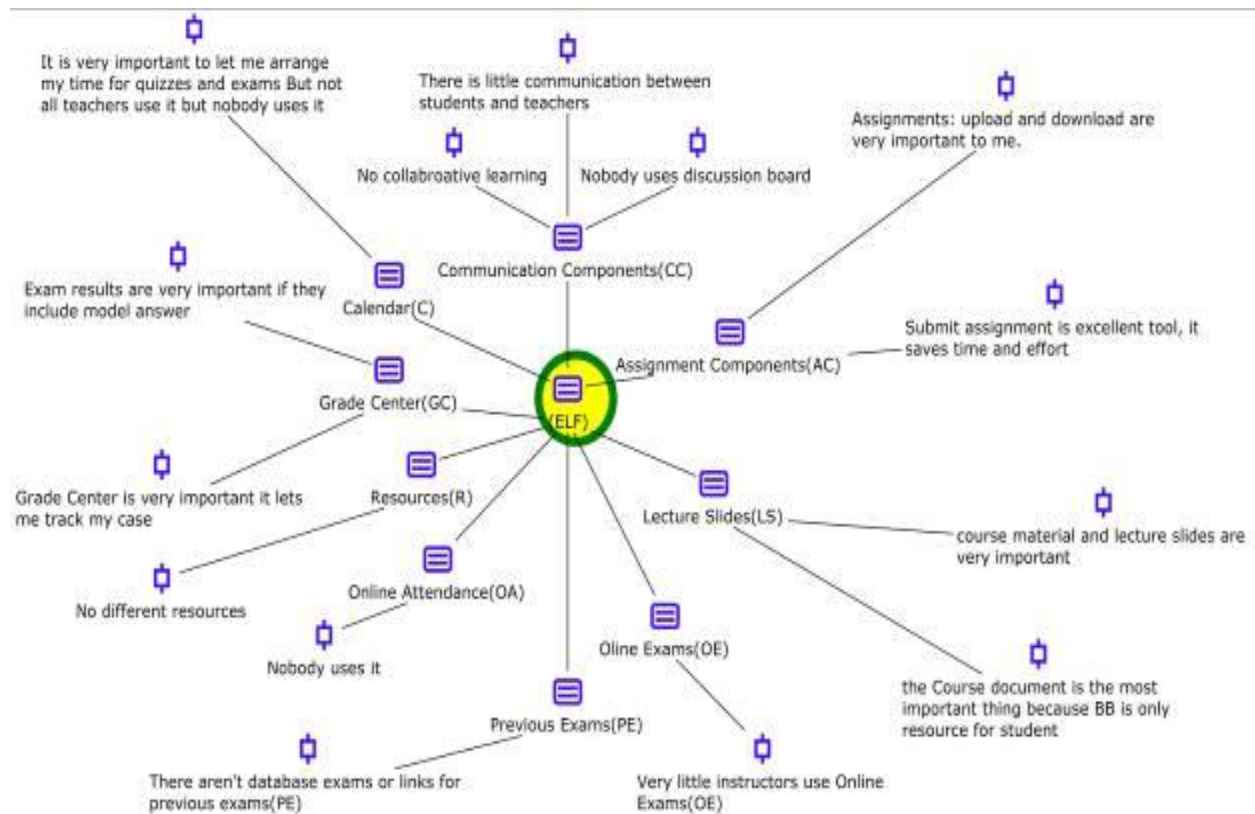 It is very important to let me arrange
my time for quizzes and exams But not
all teachers use it but nobody uses it
There is little communication between
students and teachers
Assignments: upload and download are
very important to me.
No collabroative learning
Nobody uses discussion board
Communication Components(CC)
Exam results are very important if they
include model answer
Calendar(C)
Submit assignment is excellent tool, it
saves time and effort
Assignment Components(AC)
Grade Center(GC)
(ELF)
Grade Center is very important it lets
me track my case
Resources(R)
Lecture Slides(LS)
course material and lecture slides are
very important
No different resources
Online Attendance(OA)
Nobody uses it
Oline Exams(OE)
the Course document is the most
important thing because BB is only
resource for student
Previous Exams(PE)
There aren't database exams or links for
previous exams(PE)
Very little instructors use Online
Exams(OE)